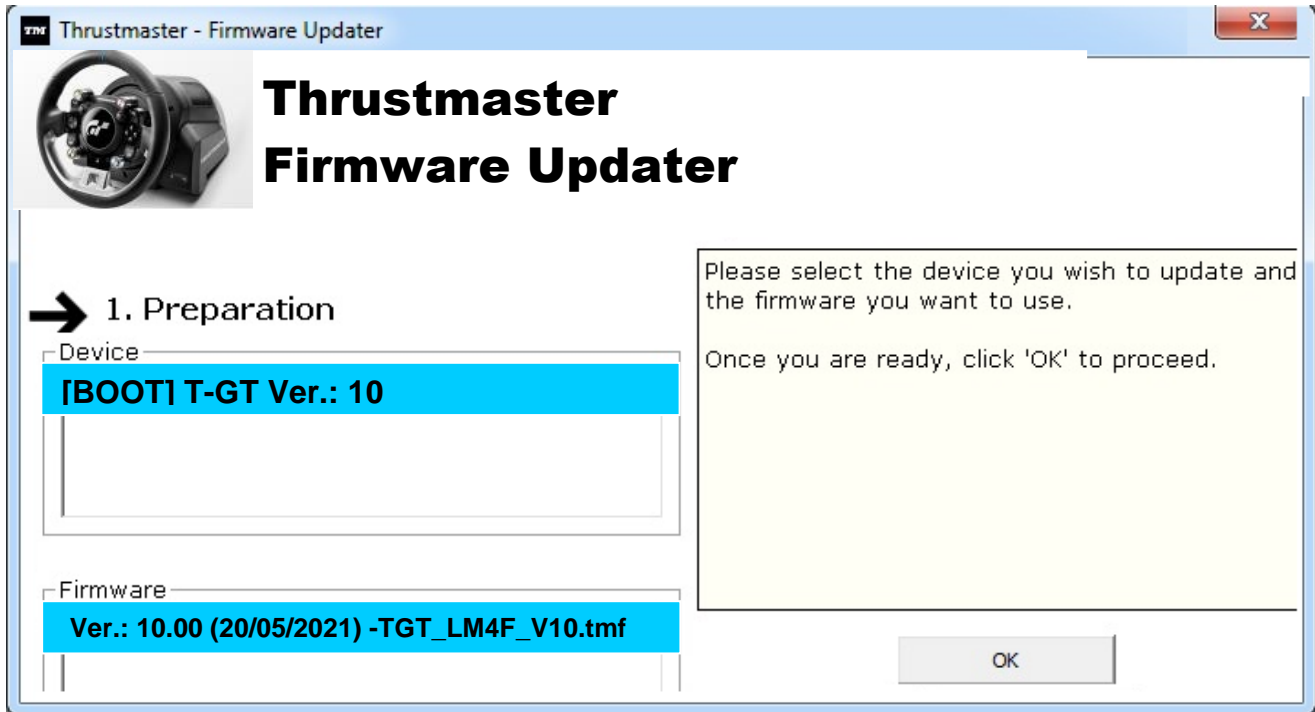 TM Thrustmaster - Firmware Updater
Thrustmaster
Firmware Updater
1. Preparation
Device
[BOOT] T-GT Ver.: 10
Firmware
Ver.: 10.00 (20/05/2021) -TGT_LM4F_V10.tmf
Please select the device you wish to update and
the firmware you want to use.
Once you are ready, click 'OK' to proceed.
OK